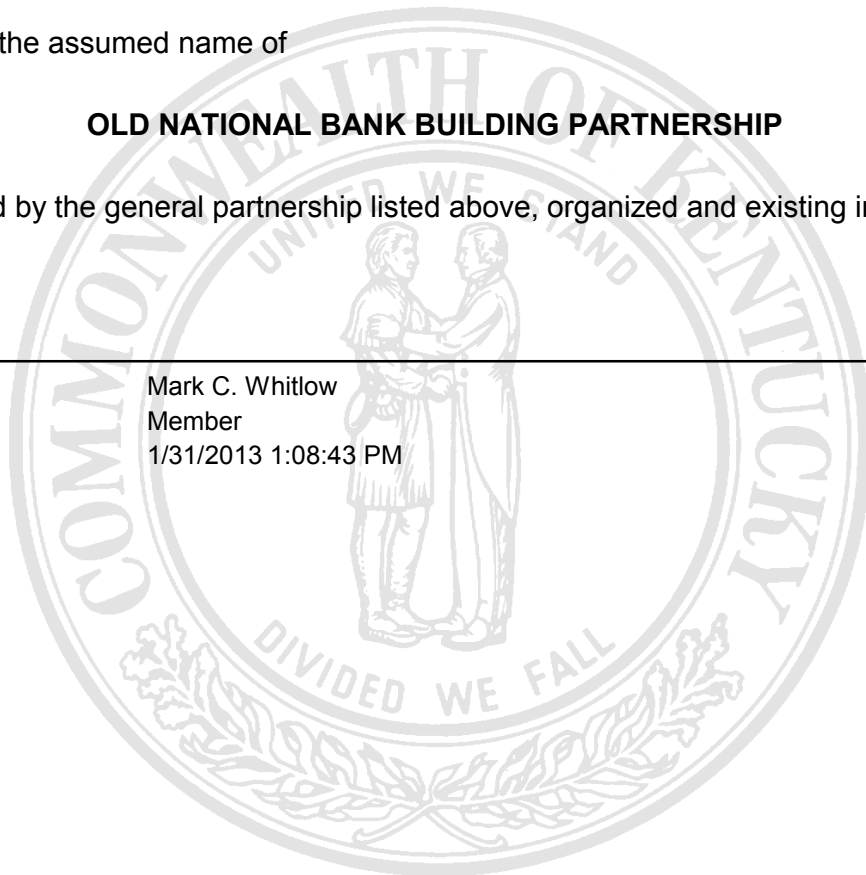 the assumed name of
OLD NATIONAL BANK BUILDING PARTNERSHIP
d by the general partnership listed above, organized and existing i
Mark C. Whitlow
Member
1/31/2013 1:08:43 PM
COMMONWEALTH OF KENTUCKY
UNITED WE STAND
DIVIDED WE FALL